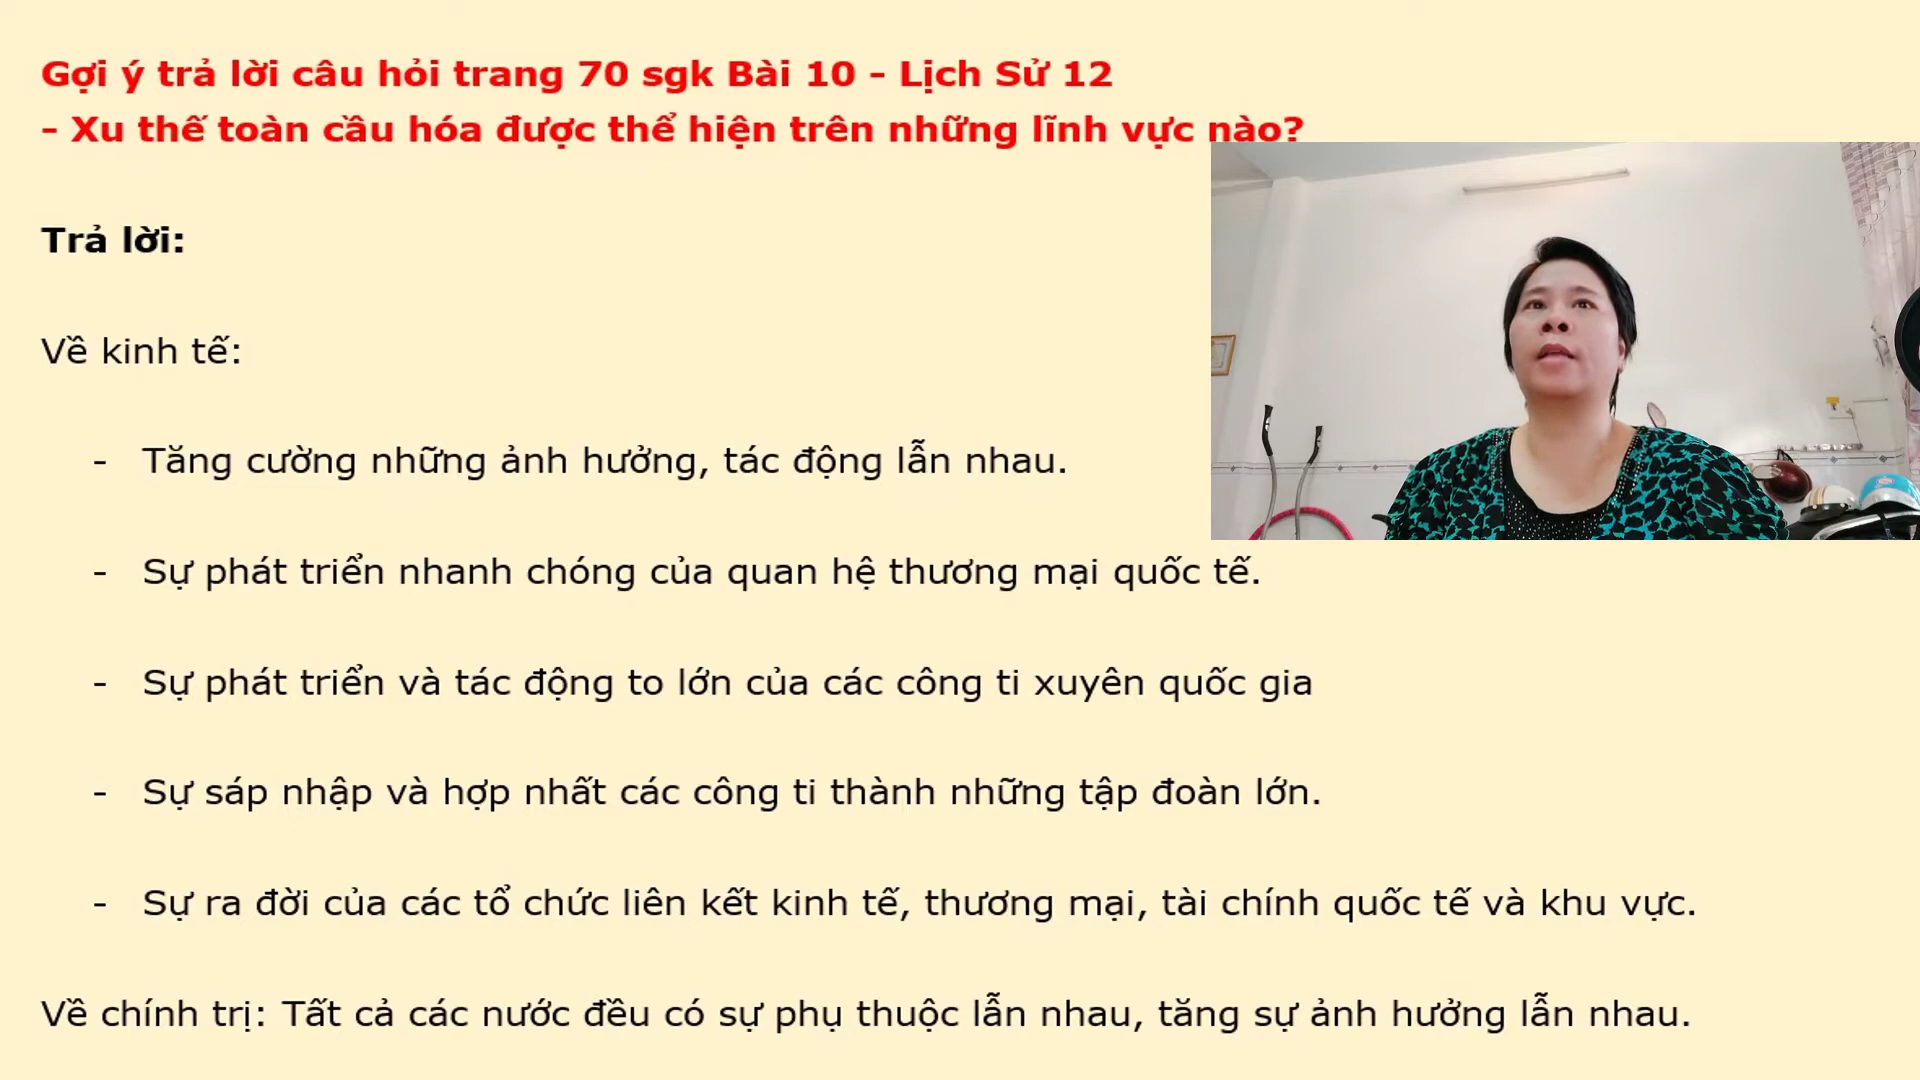 Gợi ý trả lời câu hỏi trang 70 sgk Bài 10 - Lịch Sử 12
- Xu thế toàn cầu hóa được thể hiện trên những lĩnh vực nào?
Trả lời:
Về kinh tế:
- Tăng cường những ảnh hưởng, tác động lẫn nhau.
- Sự phát triển nhanh chóng của quan hệ thương mại quốc tế.
- Sự phát triển và tác động to lớn của các công ti xuyên quốc gia
- Sự sáp nhập và hợp nhất các công ti thành những tập đoàn lớn.
- Sự ra đời của các tổ chức liên kết kinh tế, thương mại, tài chính quốc tế và khu vực.
Về chính trị: Tất cả các nước đều có sự phụ thuộc lẫn nhau, tăng sự ảnh hưởng lẫn nhau.